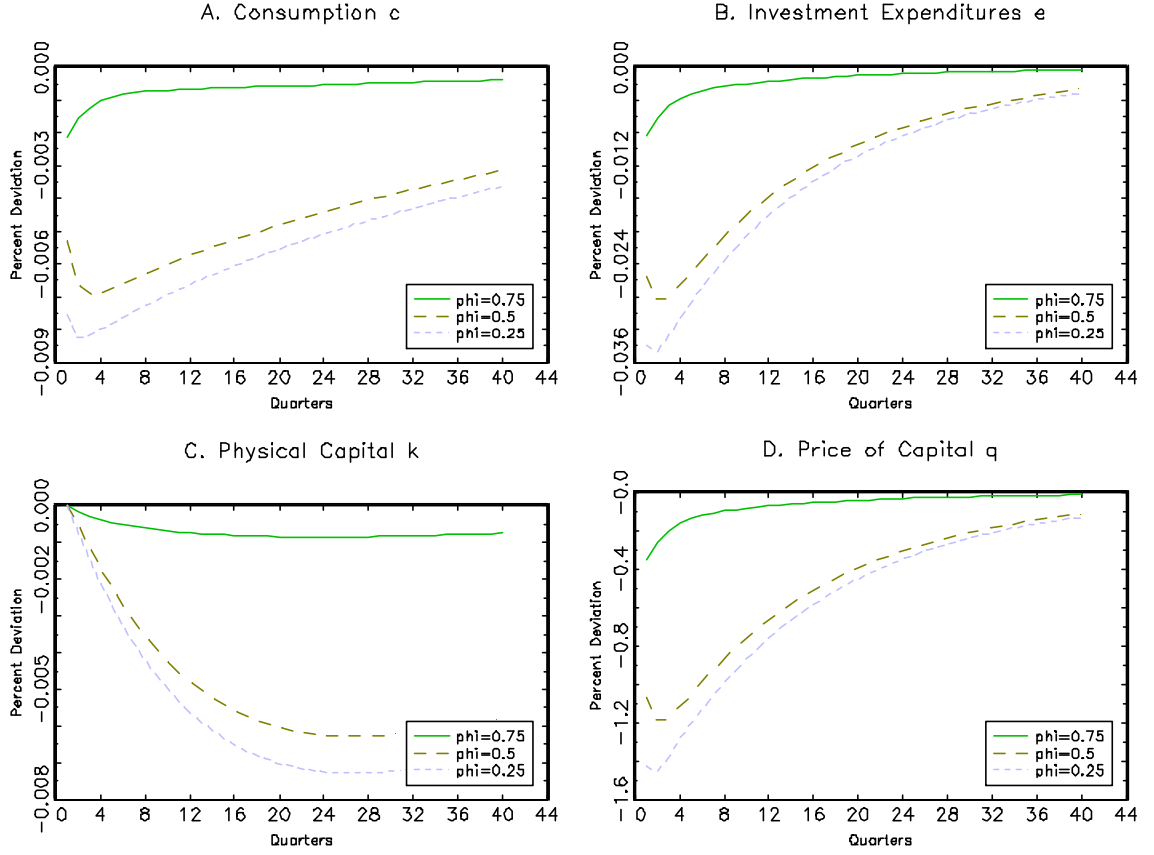 A. Consumption c
Percent Deviation
0.000
-0.003
-0.006
-0.009
0 4 8 12 16 20 24 28 32 36 40 44
Quarters
phi=0.75
phi=0.5
phi=0.25
B. Investment Expenditures e
Percent Deviation
0.000
-0.012
-0.024
-0.036
0 4 8 12 16 20 24 28 32 36 40 44
Quarters
phi=0.75
phi=0.5
phi=0.25
C. Physical Capital k
Percent Deviation
0.000
-0.002
-0.005
-0.008
0 4 8 12 16 20 24 28 32 36 40 44
Quarters
phi=0.75
phi=0.5
phi=0.25
D. Price of Capital q
Percent Deviation
-0.0
-0.4
-0.8
-1.2
-1.6
0 4 8 12 16 20 24 28 32 36 40 44
Quarters
phi=0.75
phi=0.5
phi=0.25